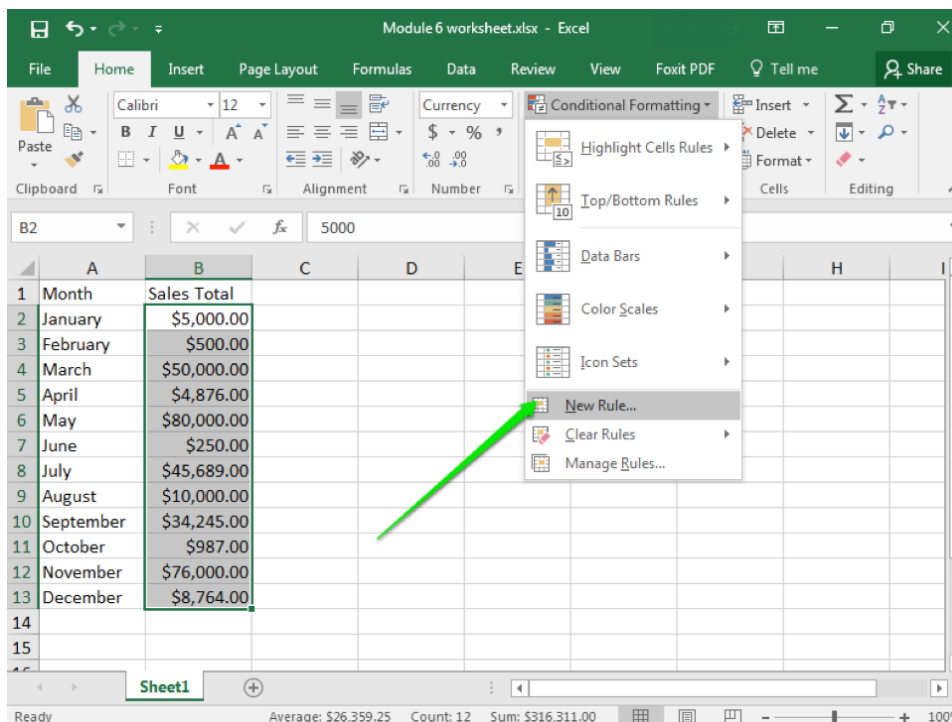 Module 6 worksheet.xlsx - Excel
File Home Insert Page Layout Formulas Data Review View Foxit PDF Tell me Share
Calibri 12 Currency Conditional Formatting Insert
Paste B I U A A $ % , Delete
A .00 .00 Format
Clipboard Font Alignment Number Cells Editing
Highlight Cells Rules
Top/Bottom Rules
Data Bars
Color Scales
Icon Sets
New Rule...
Clear Rules
Manage Rules...
B2 fx 5000
A B C D E H I
1 Month Sales Total
2 January $5,000.00
3 February $500.00
4 March $50,000.00
5 April $4,876.00
6 May $80,000.00
7 June $250.00
8 July $45,689.00
9 August $10,000.00
10 September $34,245.00
11 October $987.00
12 November $76,000.00
13 December $8,764.00
14
15
Sheet1
Ready Average: $26,359.25 Count: 12 Sum: $316,311.00 100%